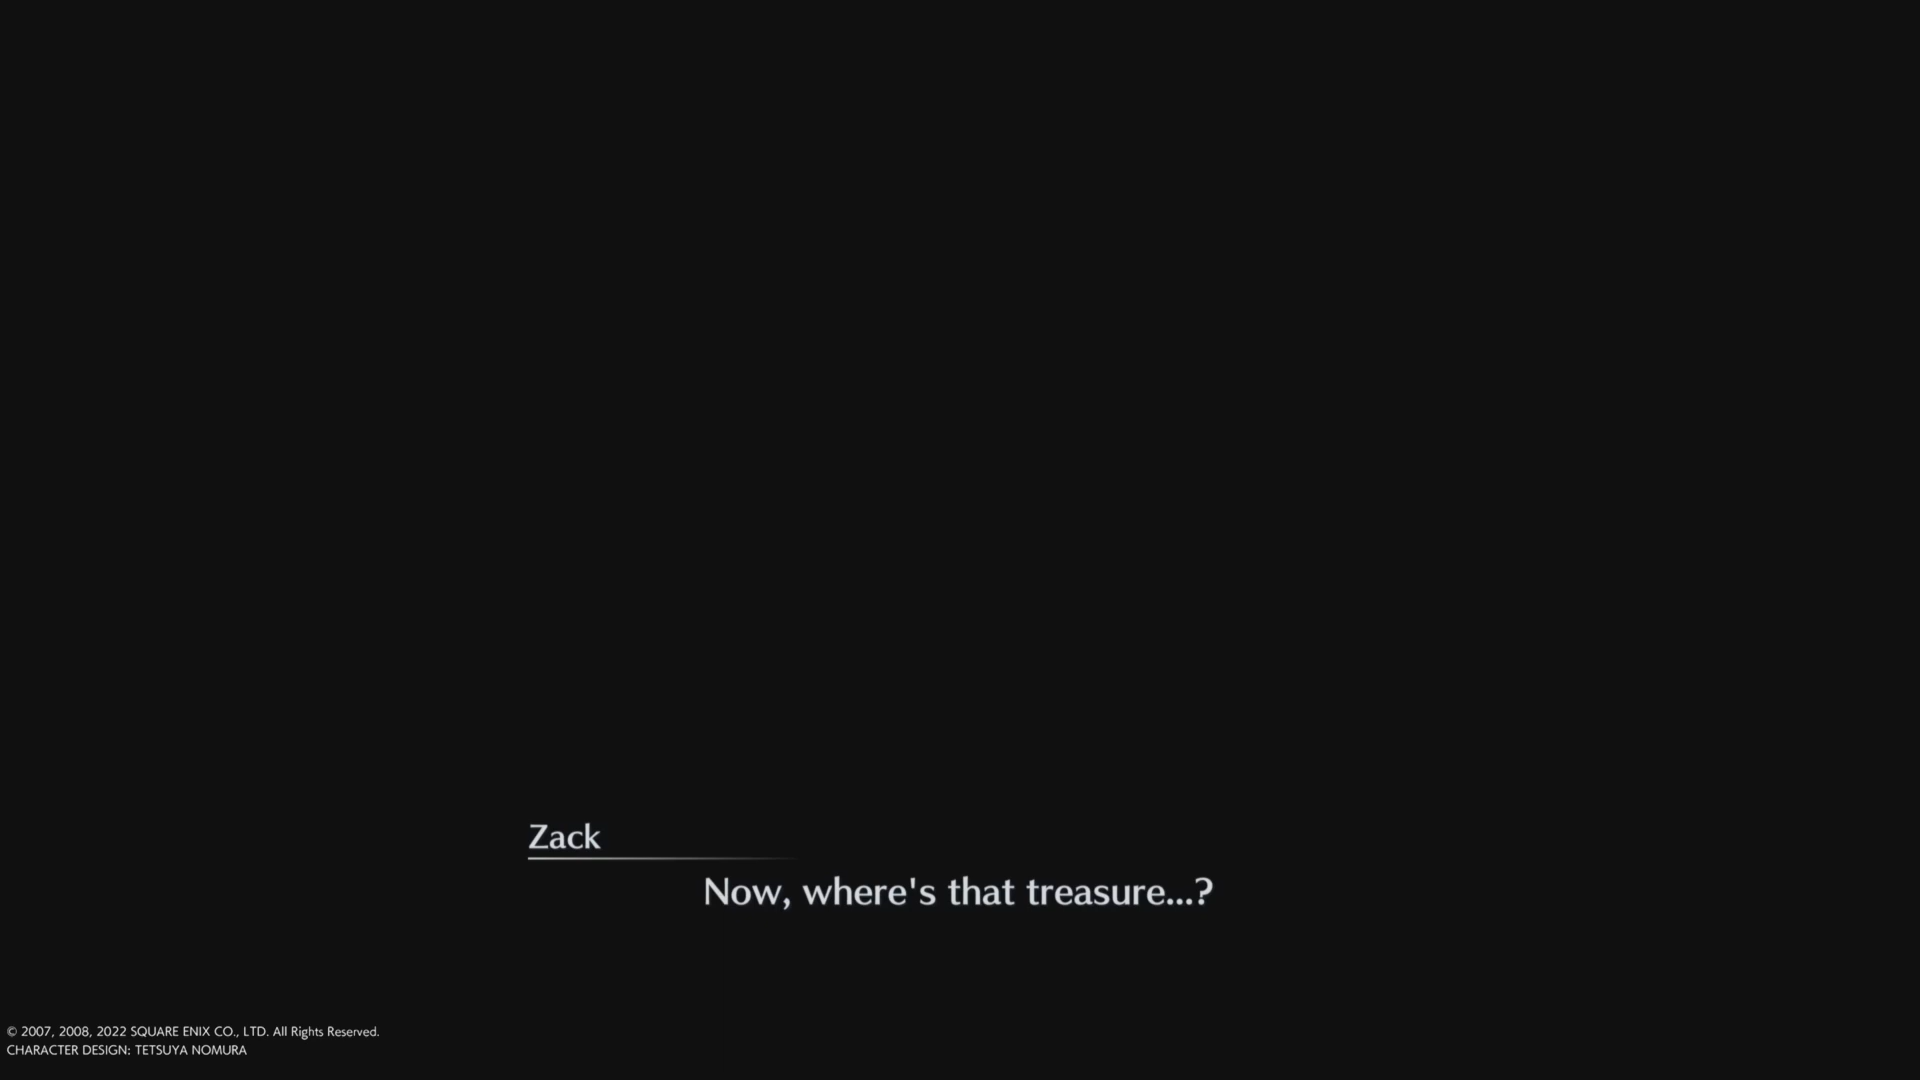 Zack
Now, where's that treasure...?
© 2007, 2008, 2022 SQUARE ENIX CO., LTD. All Rights Reserved.
CHARACTER DESIGN: TETSUYA NOMURA